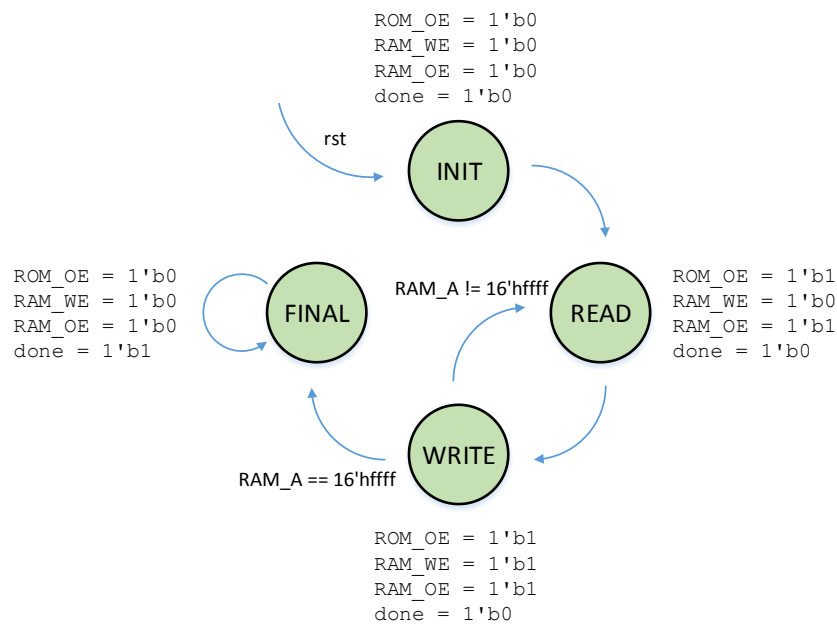 ROM_OE = 1'b0
RAM_WE = 1'b0
RAM_OE = 1'b0
done = 1'b0
rst
INIT
ROM_OE = 1'b0
RAM_WE = 1'b0
RAM_OE = 1'b0
done = 1'b1
FINAL
RAM_A != 16'hffff
READ
ROM_OE = 1'b1
RAM_WE = 1'b0
RAM_OE = 1'b1
done = 1'b0
WRITE
RAM_A == 16'hffff
ROM_OE = 1'b1
RAM_WE = 1'b1
RAM_OE = 1'b1
done = 1'b0